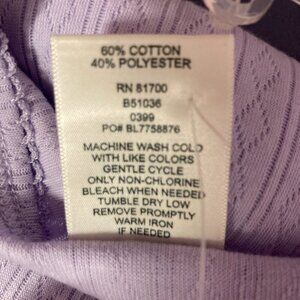 60% COTTON
40% POLYESTER
RN 81700
B51036
0399
PO# BL7758876
MACHINE WASH COLD
WITH LIKE COLORS
GENTLE CYCLE
ONLY NON-CHLORINE
BLEACH WHEN NEEDED
TUMBLE DRY LOW
REMOVE PROMPTLY
WARM IRON
IF NEEDED